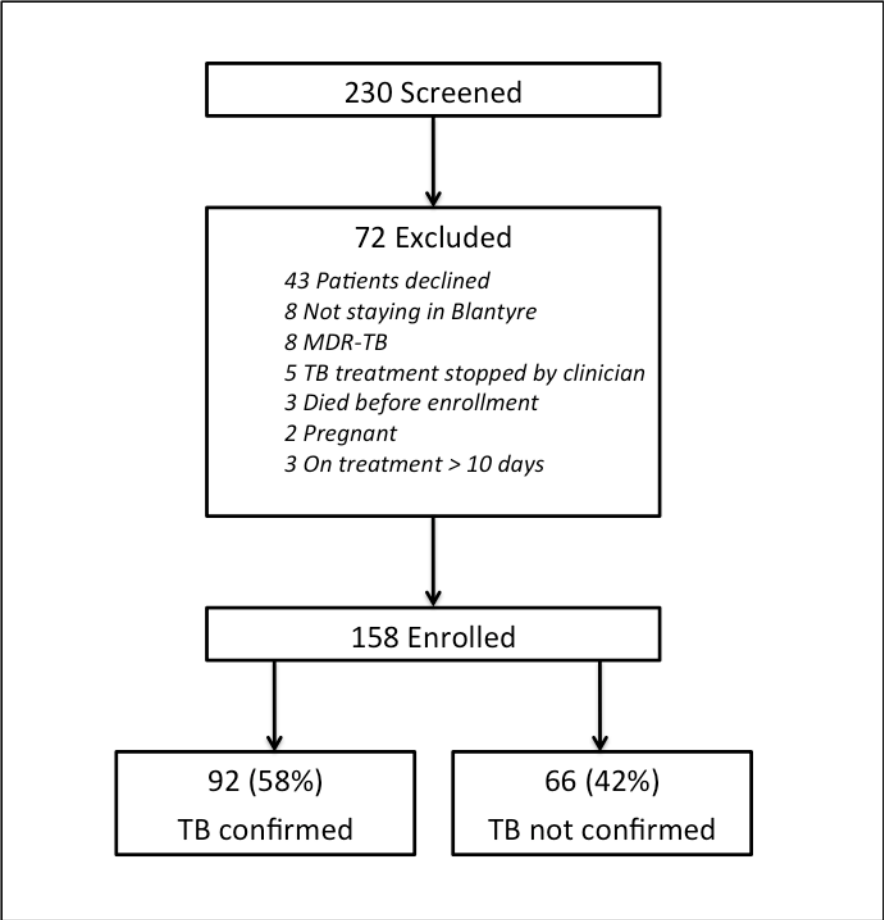 230 Screened
72 Excluded
43 Patients declined
8 Not staying in Blantyre
8 MDR-TB
5 TB treatment stopped by clinician
3 Died before enrollment
2 Pregnant
3 On treatment > 10 days
158 Enrolled
92 (58%)
TB confirmed
66 (42%)
TB not confirmed